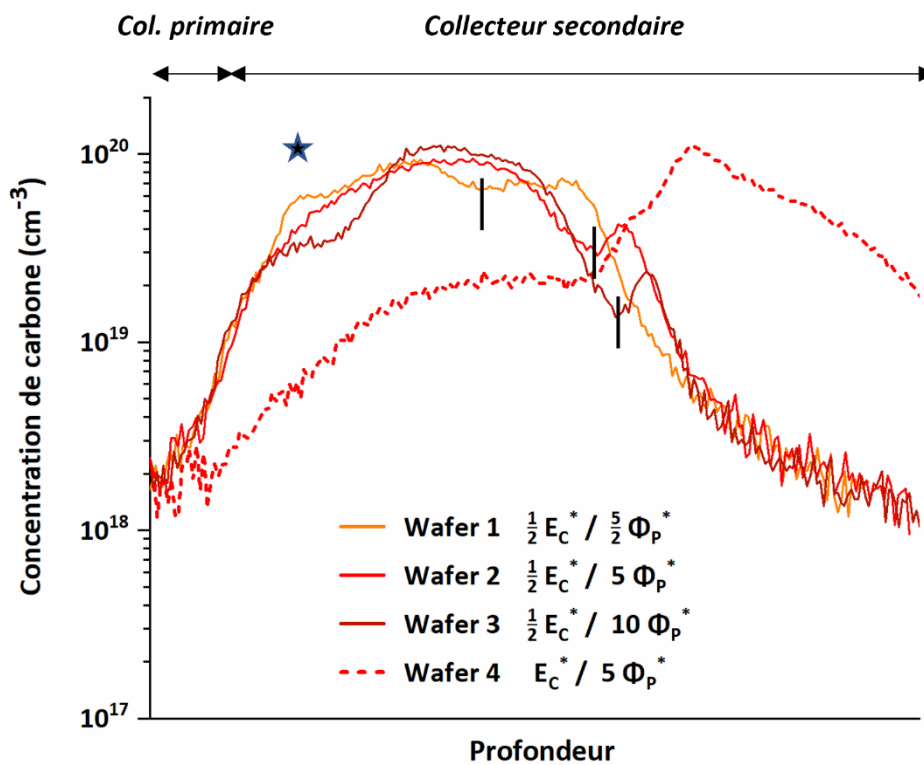 Col. primaire Collecteur secondaire
10²⁰
10¹⁹
10¹⁸
10¹⁷
Concentration de carbone (cm⁻³)
Wafer 1 ½ E_C* / 5/2 Φ_P*
Wafer 2 ½ E_C* / 5 Φ_P*
Wafer 3 ½ E_C* / 10 Φ_P*
Wafer 4 E_C* / 5 Φ_P*
Profondeur